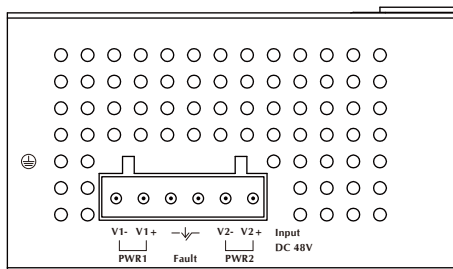 V1- V1+ V2- V2+ Input
DC 48V
PWR1 Fault PWR2